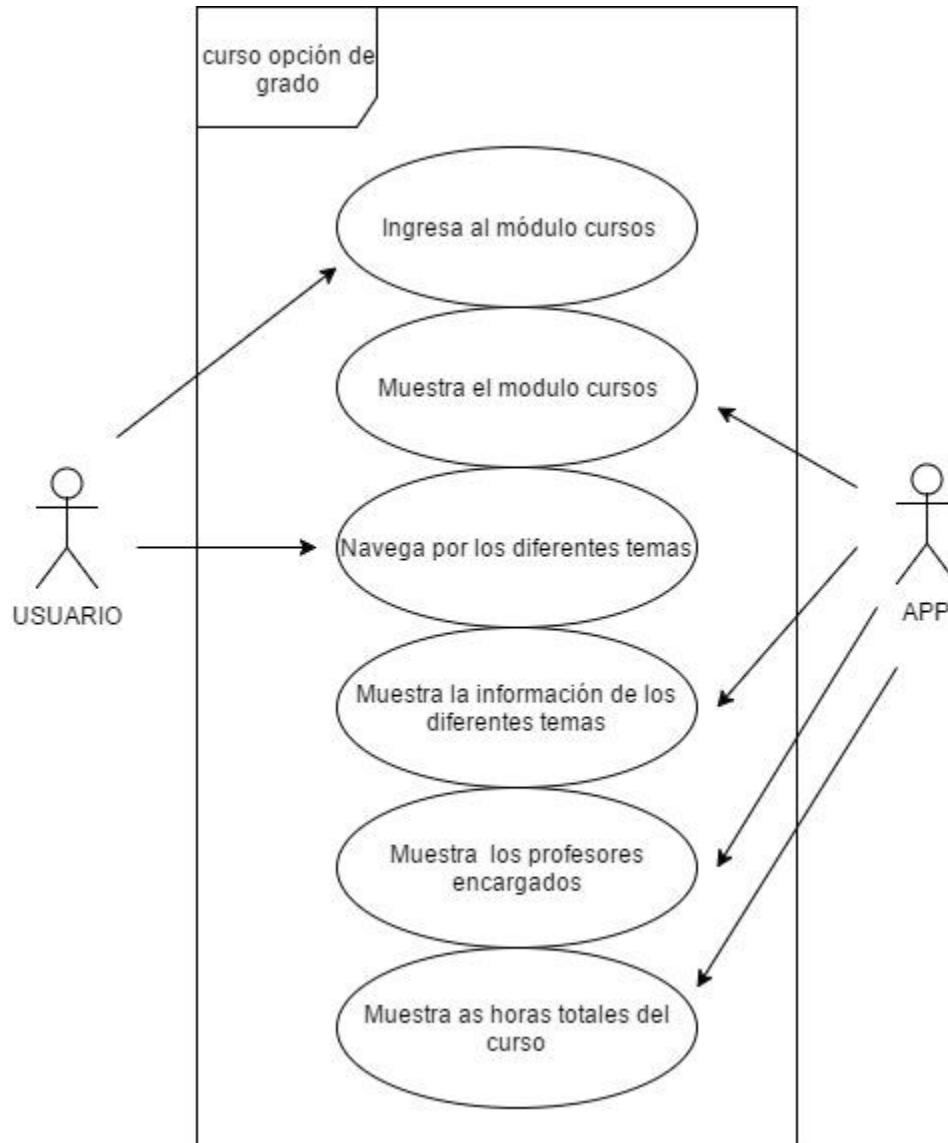 curso opción de
grado
Ingresa al módulo cursos
Muestra el modulo cursos
Navega por los diferentes temas
USUARIO
APP
Muestra la información de los
diferentes temas
Muestra los profesores
encargados
Muestra as horas totales del
curso